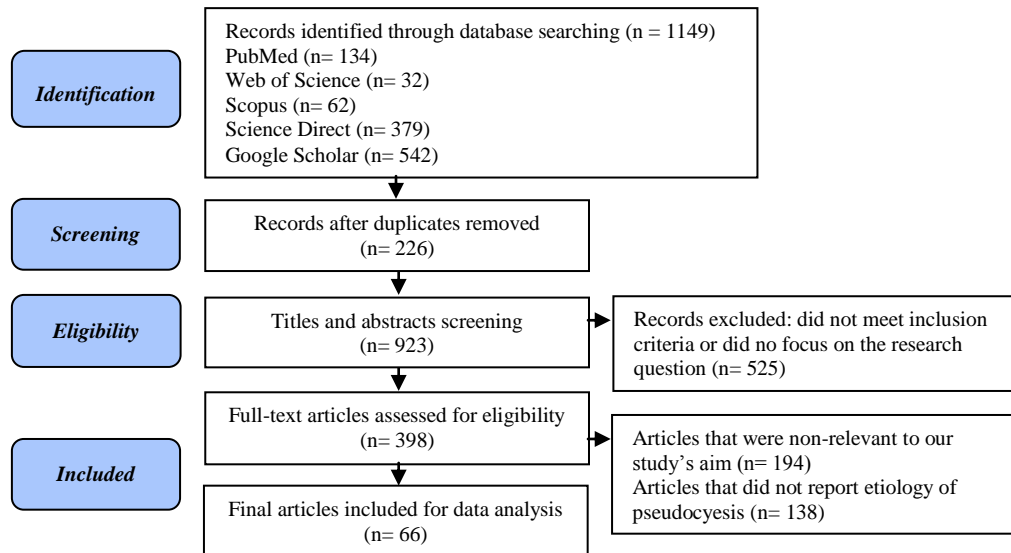 Identification
Records identified through database searching (n = 1149)
PubMed (n= 134)
Web of Science (n= 32)
Scopus (n= 62)
Science Direct (n= 379)
Google Scholar (n= 542)
Screening
Records after duplicates removed
(n= 226)
Eligibility
Titles and abstracts screening
(n= 923)
Records excluded: did not meet inclusion
criteria or did no focus on the research
question (n= 525)
Included
Full-text articles assessed for eligibility
(n= 398)
Articles that were non-relevant to our
study’s aim (n= 194)
Articles that did not report etiology of
pseudocyesis (n= 138)
Final articles included for data analysis
(n= 66)